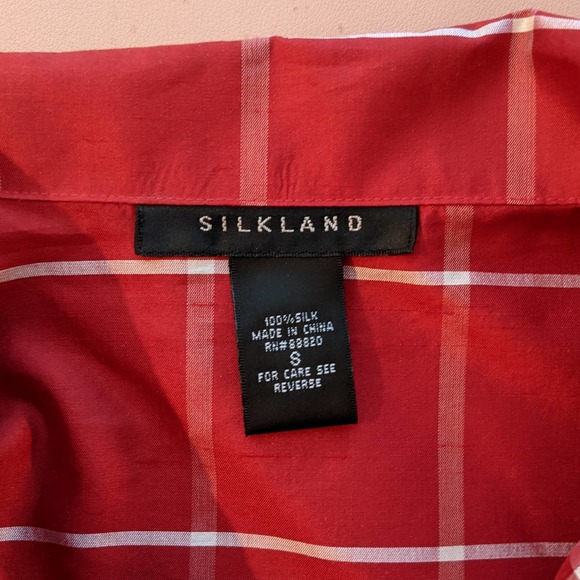 SILKLAND
100%SILK
MADE IN CHINA
RN#88820
S
FOR CARE SEE
REVERSE